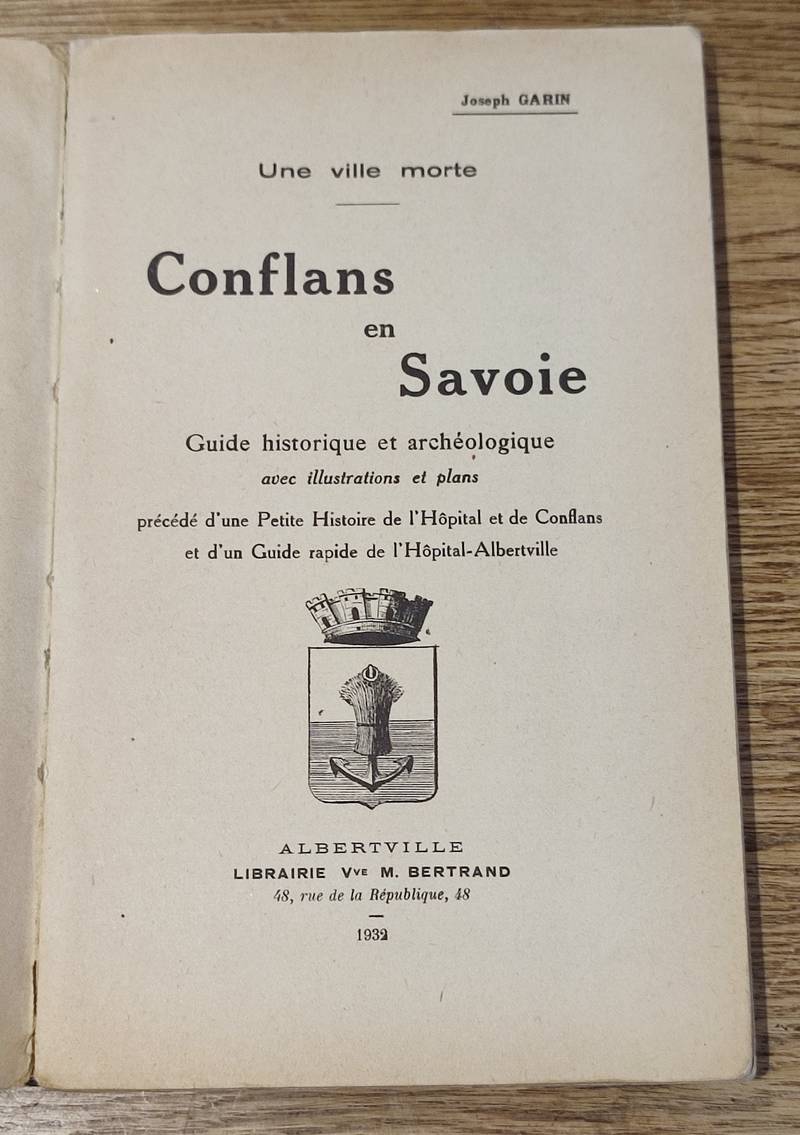 Joseph GARIN
Une ville morte
Conflans
en
Savoie
Guide historique et archéologique
avec illustrations et plans
précédé d'une Petite Histoire de l'Hôpital et de Conflans
et d'un Guide rapide de l'Hôpital-Albertville
ALBERTVILLE
LIBRAIRIE Vve M. BERTRAND
48, rue de la République, 48
1932